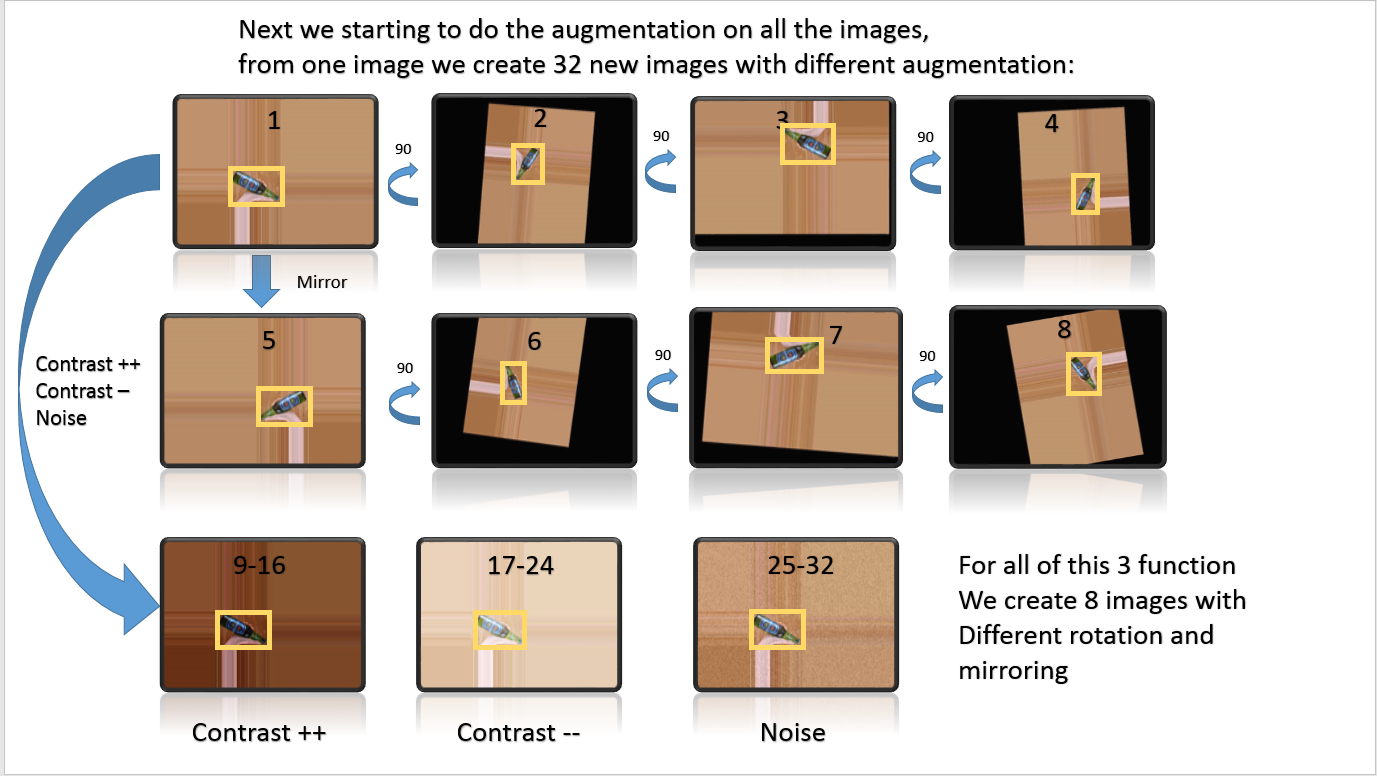 Next we starting to do the augmentation on all the images,
from one image we create 32 new images with different augmentation:
1
90
2
90
3
90
4
Mirror
Contrast ++
Contrast –
Noise
5
90
6
90
7
90
8
9-16
17-24
25-32
For all of this 3 function
We create 8 images with
Different rotation and
mirroring
Contrast ++
Contrast --
Noise